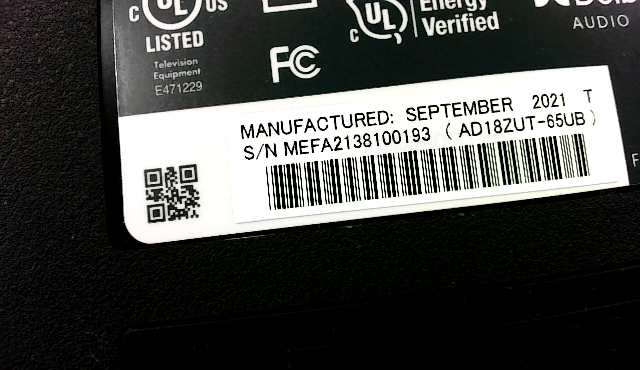 c UL US
LISTED
Television
Equipment
E471229
FC
c UL
Energy
Verified
AUDIO
MANUFACTURED: SEPTEMBER 2021 T
S/N MEFA2138100193 ( AD18ZUT-65UB )